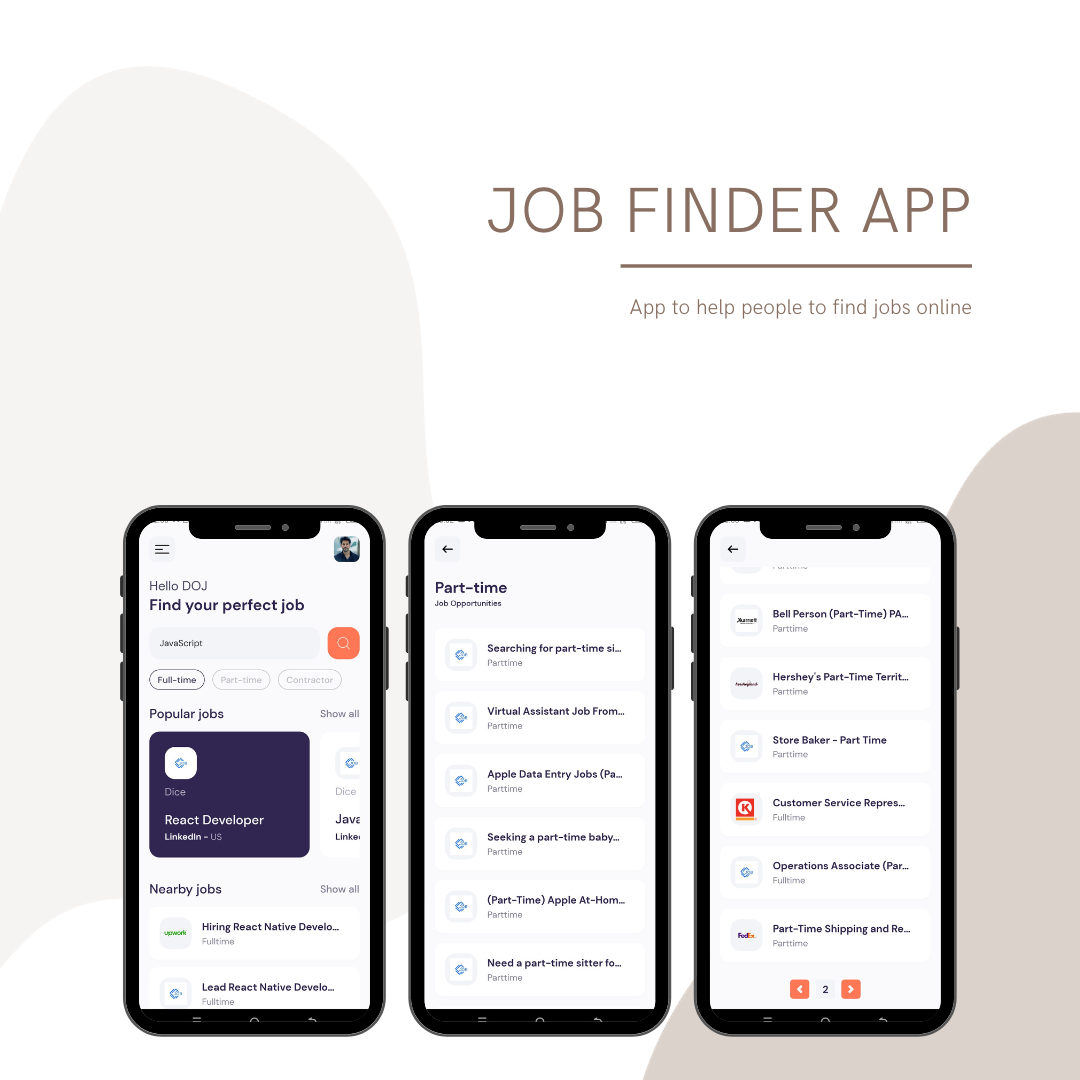 JOB FINDER APP
App to help people to find jobs online
Hello DOJ
Find your perfect job
JavaScript
Full-time
Part-time
Contractor
Popular jobs
Show all
Dice
React Developer
LinkedIn - US
Dice
Java
Linke
Nearby jobs
Show all
upwork
Hiring React Native Develo...
Fulltime
Lead React Native Develo...
Fulltime
Part-time
Job Opportunities
Searching for part-time si...
Parttime
Virtual Assistant Job From...
Parttime
Apple Data Entry Jobs (Pa...
Parttime
Seeking a part-time baby...
Parttime
(Part-Time) Apple At-Hom...
Parttime
Need a part-time sitter fo...
Parttime
Parttime
Marriott
Bell Person (Part-Time) PA...
Parttime
Hershey's Part-Time Territ...
Parttime
Store Baker - Part Time
Parttime
K
Customer Service Repres...
Fulltime
Operations Associate (Par...
Fulltime
FedEx
Part-Time Shipping and Re...
Parttime
2